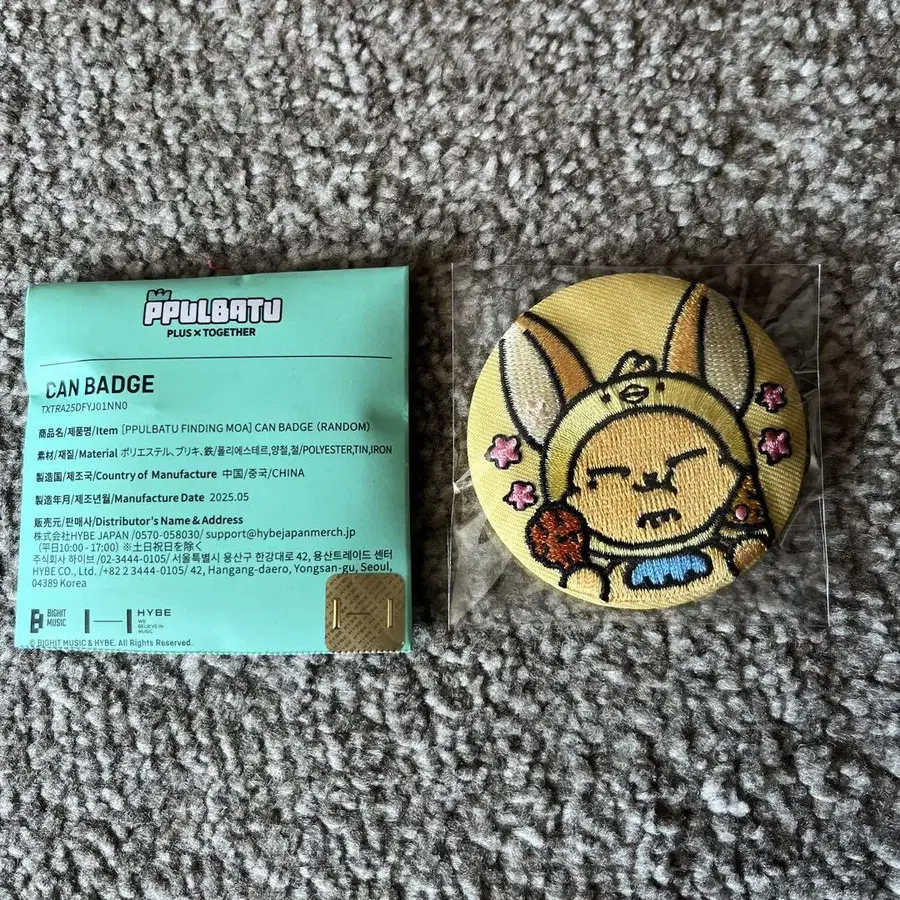 PPULBATU
PLUS × TOGETHER
CAN BADGE
TXTRA25DFYJ01NN0
商品名/제품명/Item [PPULBATU FINDING MOA] CAN BADGE (RANDOM)
素材/재질/Material ポリエステル、ブリキ、鉄/폴리에스테르,양철,철/POLYESTER,TIN,IRON
製造国/제조국/Country of Manufacture 中国/중국/CHINA
製造年月/제조년월/Manufacture Date 2025.05
販売元/판매사/Distributor's Name & Address
株式会社HYBE JAPAN /0570-058030/ support@hybejapanmerch.jp
(平日10:00 - 17:00) ※土日祝日を除く
주식회사 하이브 /02-3444-0105/ 서울특별시 용산구 한강대로 42, 용산트레이드 센터
HYBE CO., Ltd. /+82 2 3444-0105/ 42, Hangang-daero, Yongsan-gu, Seoul,
04389 Korea
BIGHIT MUSIC
HYBE
WE BELIEVE IN MUSIC
© BIGHIT MUSIC & HYBE. All Rights Reserved.